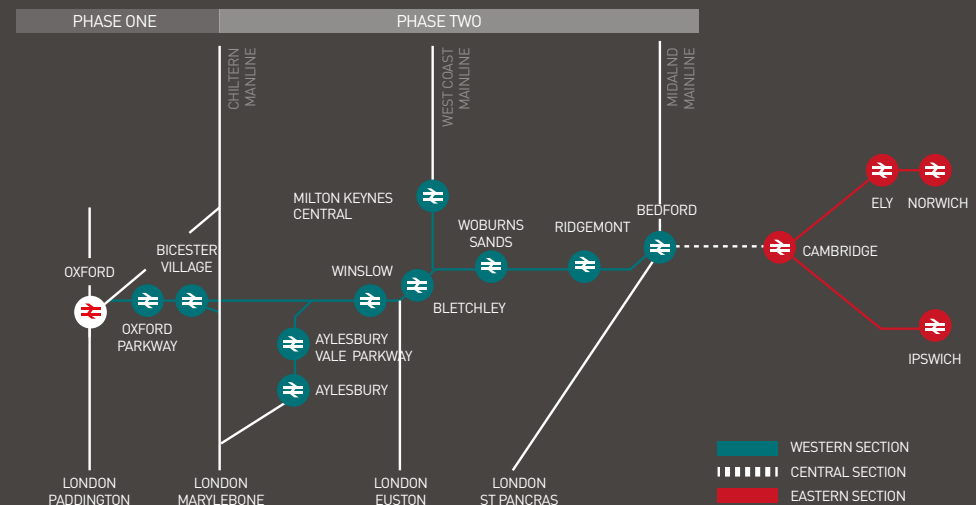 PHASE ONE
PHASE TWO
CHILTERN
MANLINE
WEST COAST
MAINLINE
MIDALND
MAINLINE
MILTON KEYNES
CENTRAL
WOBURNS
SANDS
RIDGEMONT
BEDFORD
ELY
NORWICH
CAMBRIDGE
OXFORD
BICESTER
VILLAGE
WINSLOW
BLETCHLEY
OXFORD
PARKWAY
AYLESBURY
VALE PARKWAY
AYLESBURY
IPSWICH
WESTERN SECTION
CENTRAL SECTION
EASTERN SECTION
LONDON
PADDINGTON
LONDON
MARYLEBONE
LONDON
EUSTON
LONDON
ST PANCRAS